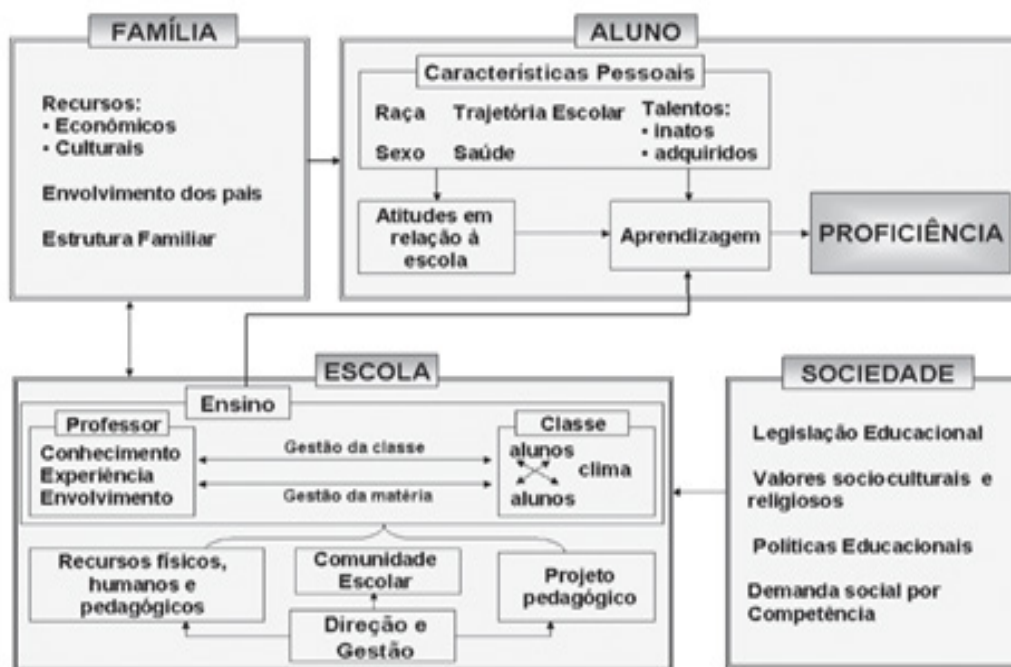 FAMÍLIA
Recursos:
▪ Econômicos
▪ Culturais
Envolvimento dos pais
Estrutura Familiar
ALUNO
Características Pessoais
Raça
Trajetória Escolar
Talentos:
▪ inatos
▪ adquiridos
Sexo
Saúde
Atitudes em
relação à
escola
Aprendizagem
PROFICIÊNCIA
ESCOLA
Ensino
Professor
Conhecimento
Experiência
Envolvimento
Gestão da classe
Gestão da matéria
Classe
alunos
clima
alunos
Recursos físicos,
humanos e
pedagógicos
Comunidade
Escolar
Projeto
pedagógico
Direção e
Gestão
SOCIEDADE
Legislação Educacional
Valores socioculturais e
religiosos
Políticas Educacionais
Demanda social por
Competência